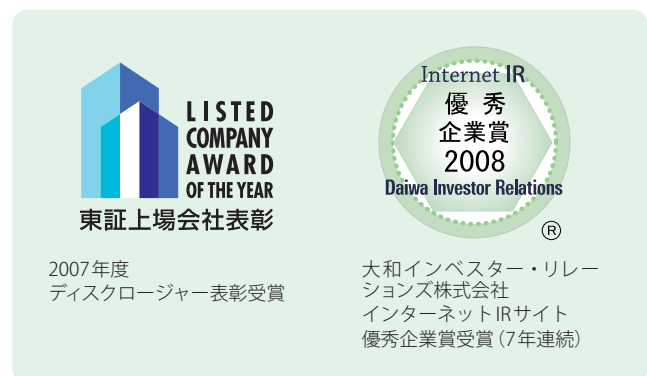 LISTED
COMPANY
AWARD
OF THE YEAR
東証上場会社表彰
2007年度
ディスクロージャー表彰受賞
Internet IR
優秀
企業賞
2008
Daiwa Investor Relations
®
大和インベスター・リレー
ションズ株式会社
インターネットIRサイト
優秀企業賞受賞（7年連続）